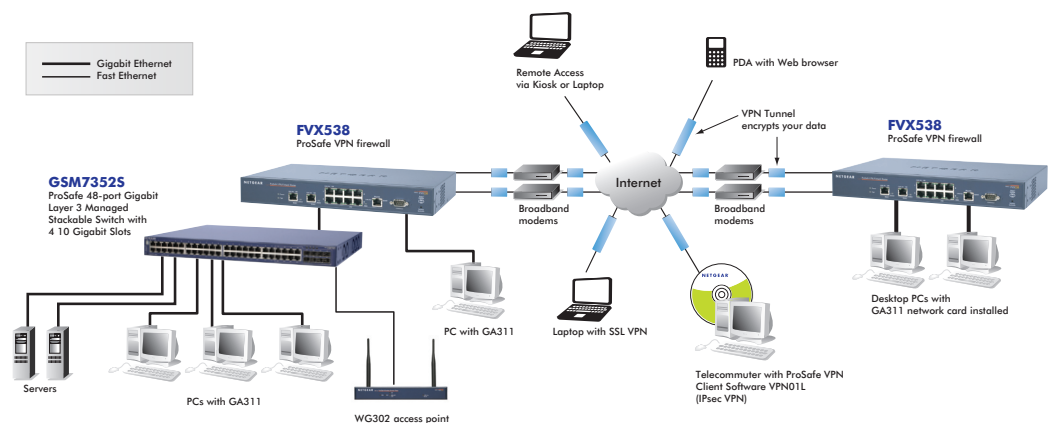 Gigabit Ethernet
Fast Ethernet
Remote Access
via Kiosk or Laptop
PDA with Web browser
VPN Tunnel
encrypts your data
FVX538
ProSafe VPN firewall
FVX538
ProSafe VPN firewall
NETGEAR
NETGEAR
GSM7352S
ProSafe 48-port Gigabit
Layer 3 Managed
Stackable Switch with
4 10 Gigabit Slots
Internet
Broadband
modems
Broadband
modems
NETGEAR
PC with GA311
Laptop with SSL VPN
Desktop PCs with
GA311 network card installed
Servers
PCs with GA311
NETGEAR
WG302 access point
Telecommuter with ProSafe VPN
Client Software VPN01L
(IPsec VPN)